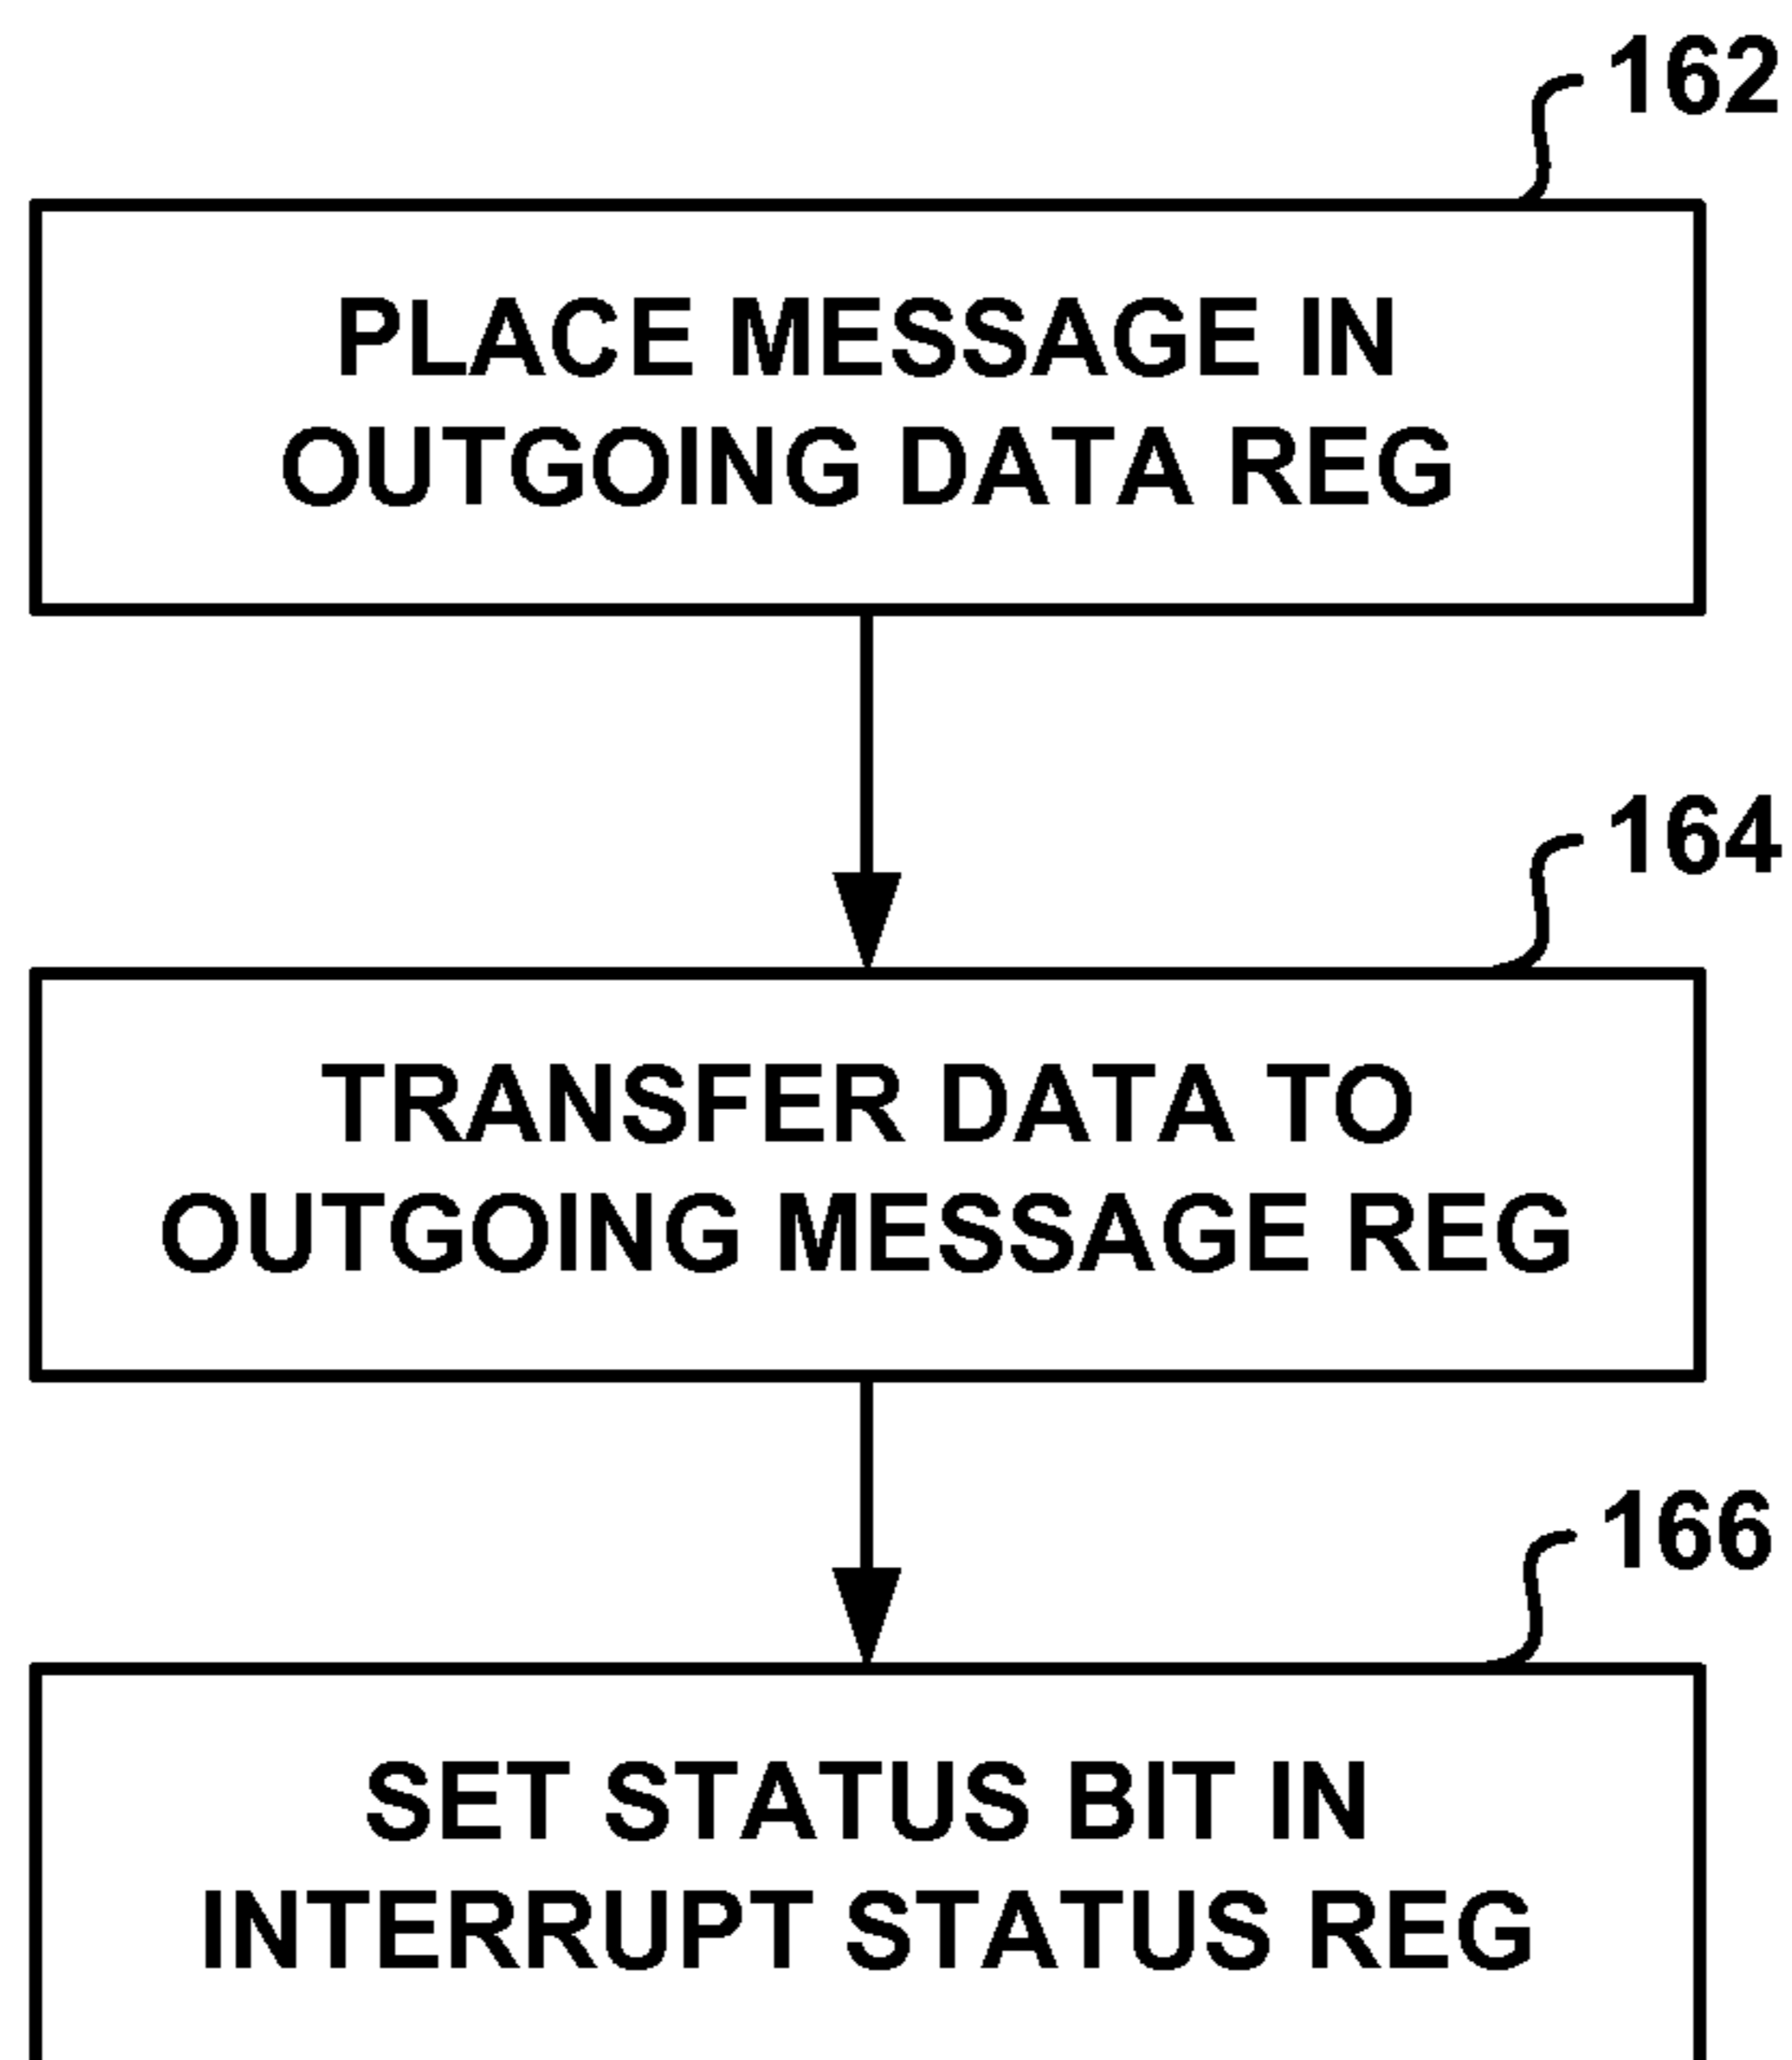 162
PLACE MESSAGE IN
OUTGOING DATA REG
164
TRANSFER DATA TO
OUTGOING MESSAGE REG
166
SET STATUS BIT IN
INTERRUPT STATUS REG